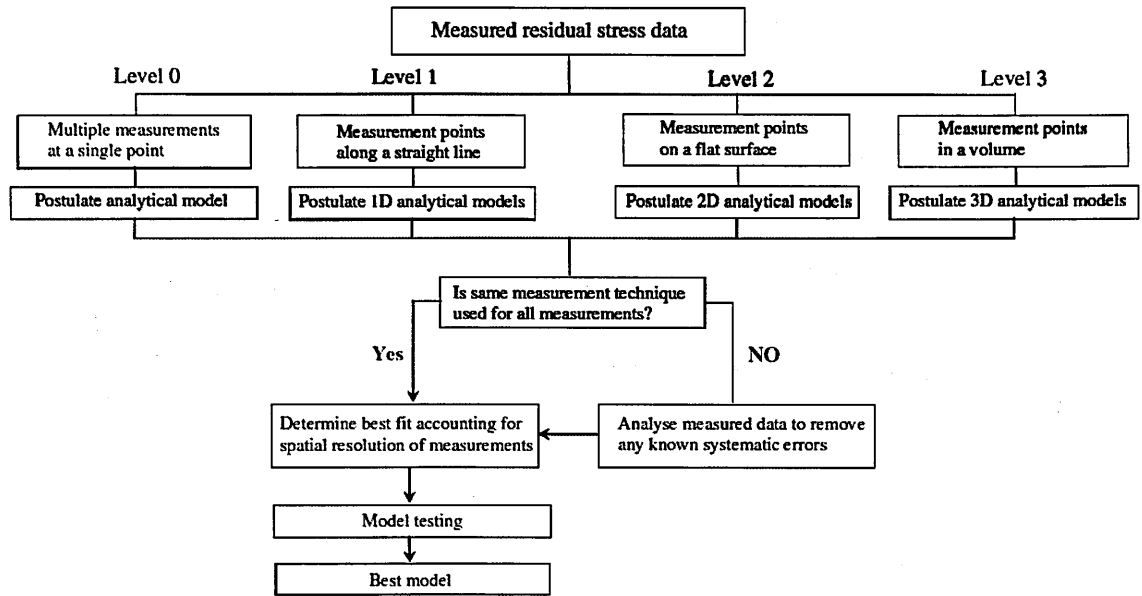 Measured residual stress data
Level 0
Level 1
Level 2
Level 3
Multiple measurements
at a single point
Measurement points
along a straight line
Measurement points
on a flat surface
Measurement points
in a volume
Postulate analytical model
Postulate 1D analytical models
Postulate 2D analytical models
Postulate 3D analytical models
Is same measurement technique
used for all measurements?
Yes
NO
Determine best fit accounting for
spatial resolution of measurements
Analyse measured data to remove
any known systematic errors
Model testing
Best model